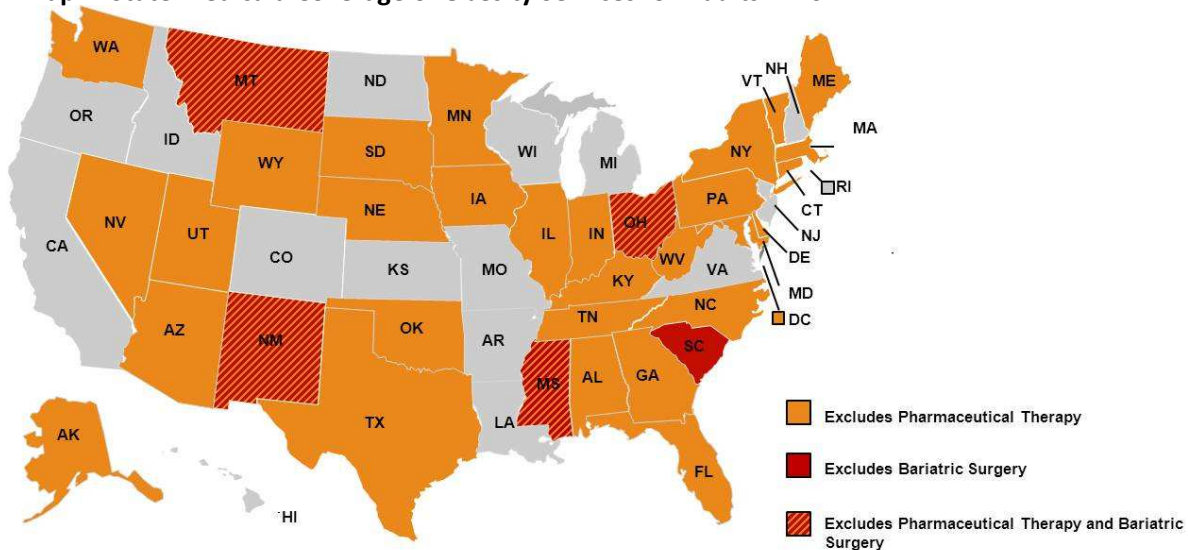 WA
MT
ND
MN
OR
ID
WY
SD
WI
MI
NY
VT
NH
ME
MA
RI
CT
NJ
PA
NV
UT
NE
IA
IL
IN
OH
CA
CO
KS
MO
KY
WV
VA
DE
MD
DC
AZ
NM
OK
AR
TN
NC
SC
MS
AL
GA
TX
LA
FL
AK
HI
Excludes Pharmaceutical Therapy
Excludes Bariatric Surgery
Excludes Pharmaceutical Therapy and Bariatric
Surgery